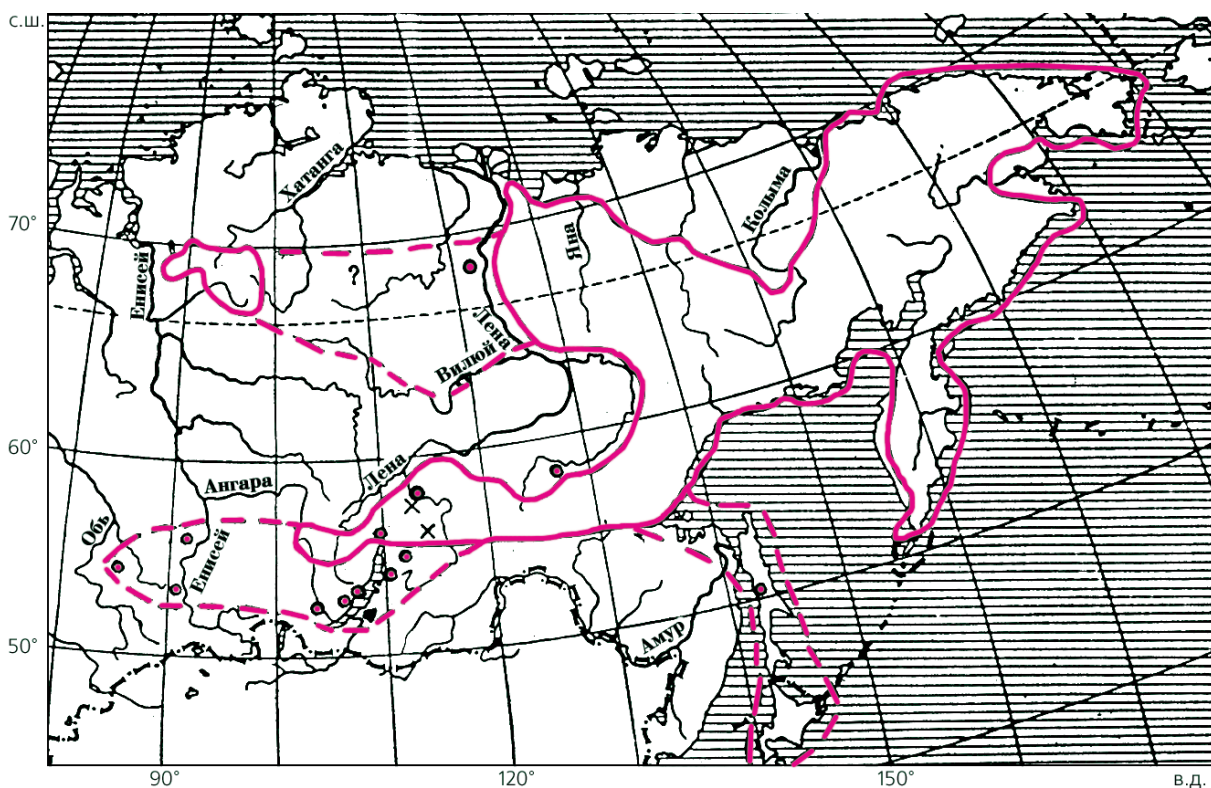 с.ш.
Хатанга
Колыма
70°
Яна
Енисей
?
Лена
Вилюй
60°
Лена
Ангара
Обь
Енисей
50°
Амур
90°
120°
150°
в.д.